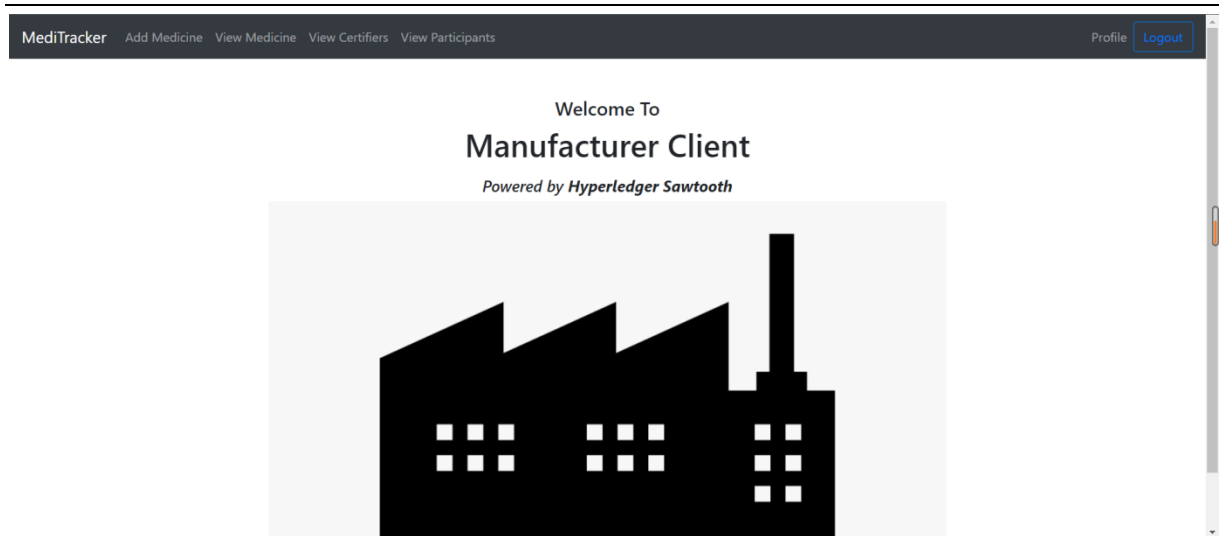 MediTracker Add Medicine View Medicine View Certifiers View Participants Profile Logout
Welcome To
Manufacturer Client
Powered by Hyperledger Sawtooth